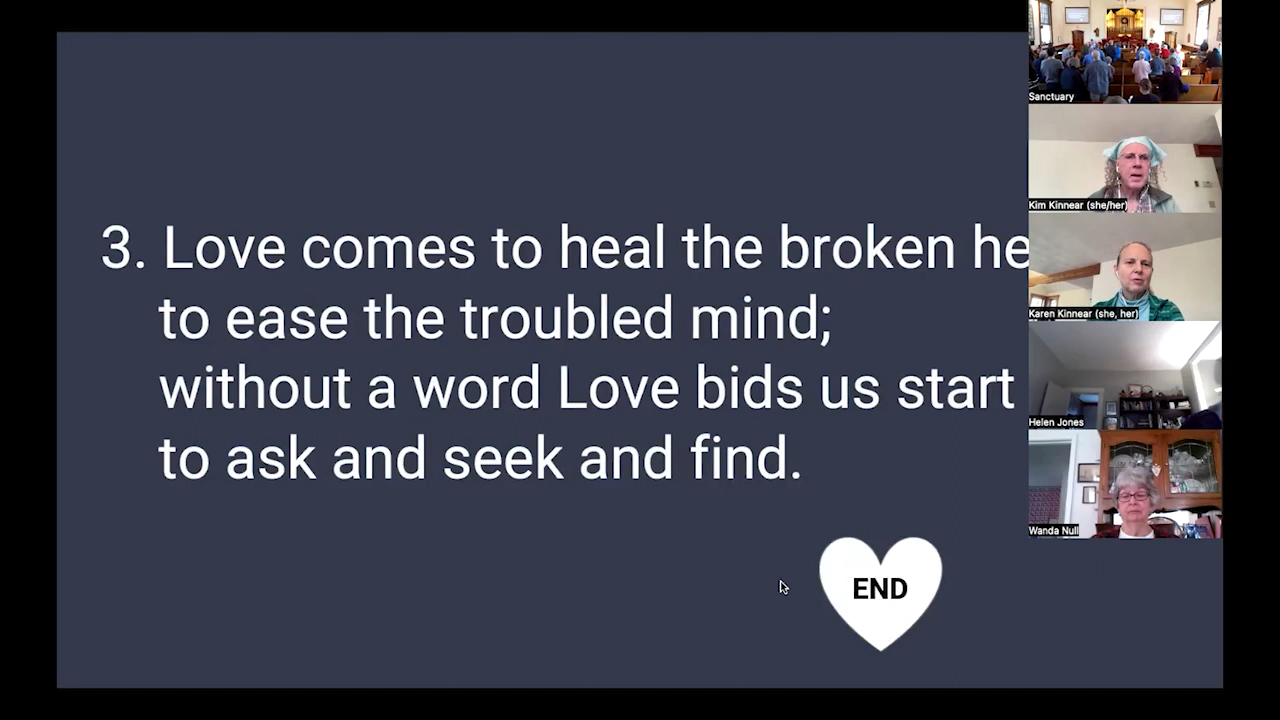 3. Love comes to heal the broken he
to ease the troubled mind;
without a word Love bids us start
to ask and seek and find.
END
Sanctuary
Kim Kinnear (she/her)
Karen Kinnear (she, her)
Helen Jones
Wanda Null